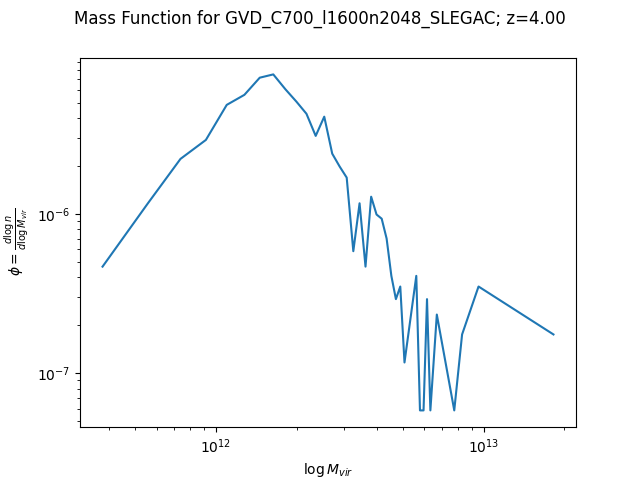 Mass Function for GVD_C700_l1600n2048_SLEGAC; z=4.00
ϕ = d log n / d log M_vir
10^-6
10^-7
10^12 10^13
log M_vir